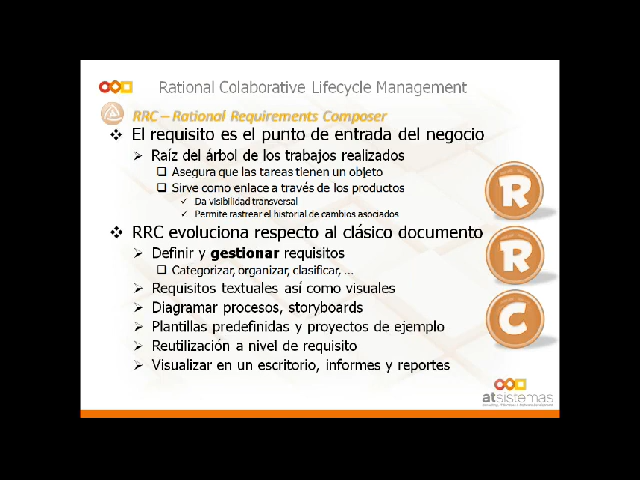 Rational Colaborative Lifecycle Management
RRC – Rational Requirements Composer
El requisito es el punto de entrada del negocio
Raíz del árbol de los trabajos realizados
Asegura que las tareas tienen un objeto
Sirve como enlace a través de los productos
Da visibilidad transversal
Permite rastrear el historial de cambios asociados
RRC evoluciona respecto al clásico documento
Definir y gestionar requisitos
Categorizar, organizar, clasificar, ...
Requisitos textuales así como visuales
Diagramar procesos, storyboards
Plantillas predefinidas y proyectos de ejemplo
Reutilización a nivel de requisito
Visualizar en un escritorio, informes y reportes
R
R
C
atsistemas